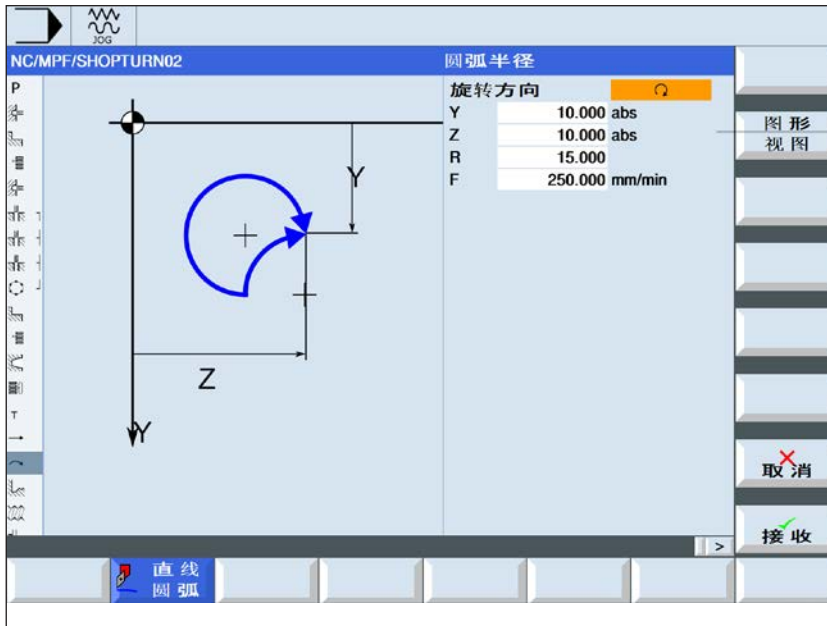 JOG
NC/MPF/SHOPTURN02
圆弧半径
P
旋转方向
Y 10.000 abs
Z 10.000 abs
R 15.000
F 250.000 mm/min
图形
视图
Y
Z
Y
T
取消
接收
>
直线
圆弧